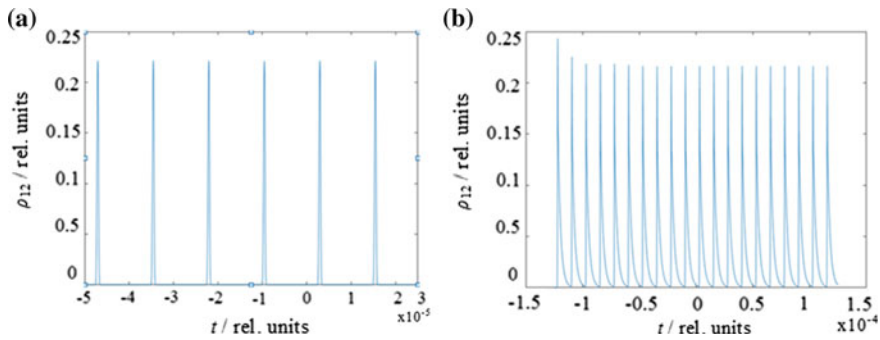 (a)
0.25
0.2
0.15
0.1
0.5
0
ρ12 / rel. units
-5 -4 -3 -2 -1 0 1 2 3
x10-5
t / rel. units
(b)
0.25
0.2
0.15
0.1
0.5
0
ρ12 / rel. units
-1.5 -1 -0.5 0 0.5 1 1.5
x10-4
t / rel. units